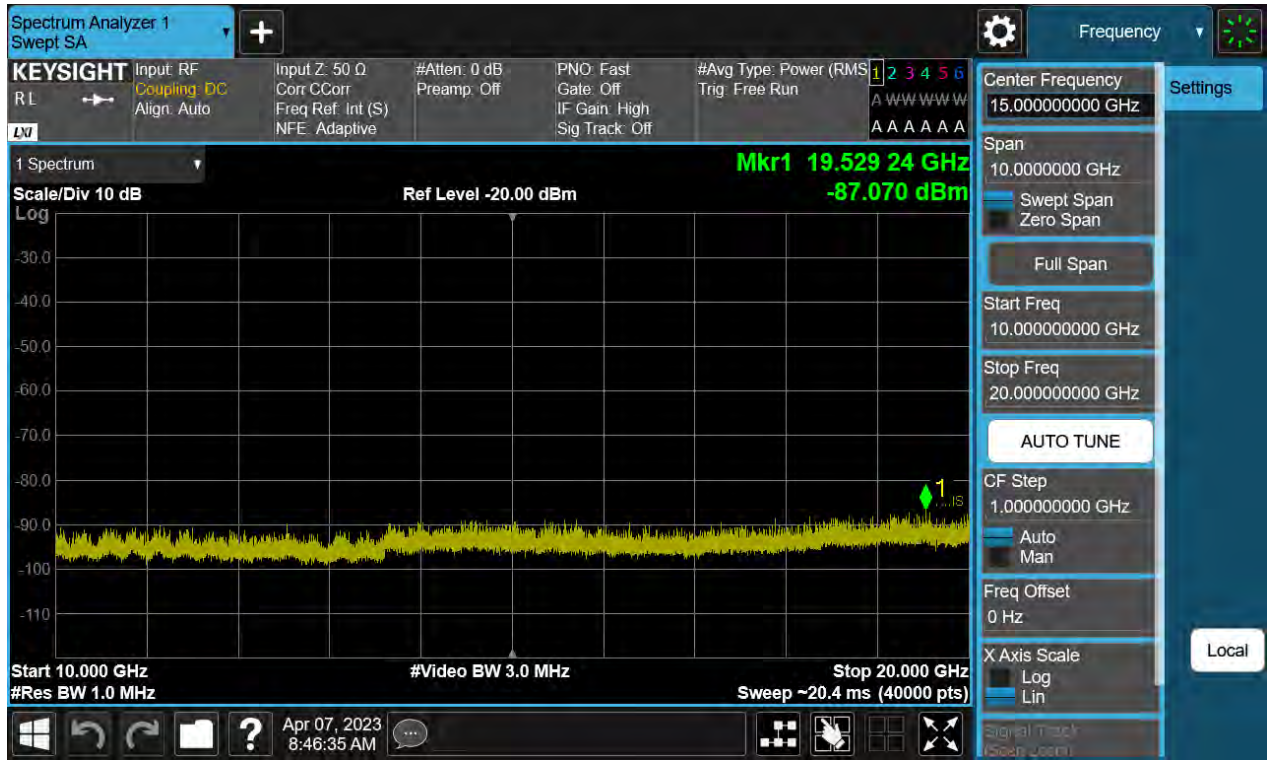 Spectrum Analyzer 1
Swept SA
Frequency
KEYSIGHT
RL
LXI
Input: RF
Coupling: DC
Align: Auto
Input Z: 50 Ω
Corr CCorr
Freq Ref: Int (S)
NFE: Adaptive
#Atten: 0 dB
Preamp: Off
PNO: Fast
Gate: Off
IF Gain: High
Sig Track: Off
#Avg Type: Power (RMS
Trig: Free Run
1 2 3 4 5 6
A W W W W W
A A A A A A
1 Spectrum
Mkr1 19.529 24 GHz
-87.070 dBm
Scale/Div 10 dB
Ref Level -20.00 dBm
Log
-30.0
-40.0
-50.0
-60.0
-70.0
-80.0
-90.0
-100
-110
1
Start 10.000 GHz
#Video BW 3.0 MHz
Stop 20.000 GHz
#Res BW 1.0 MHz
Sweep ~20.4 ms (40000 pts)
Apr 07, 2023
8:46:35 AM
Center Frequency
15.000000000 GHz
Settings
Span
10.0000000 GHz
Swept Span
Zero Span
Full Span
Start Freq
10.000000000 GHz
Stop Freq
20.000000000 GHz
AUTO TUNE
CF Step
1.000000000 GHz
Auto
Man
Freq Offset
0 Hz
X Axis Scale
Log
Lin
Local
Signal Track
(Span Zoom)